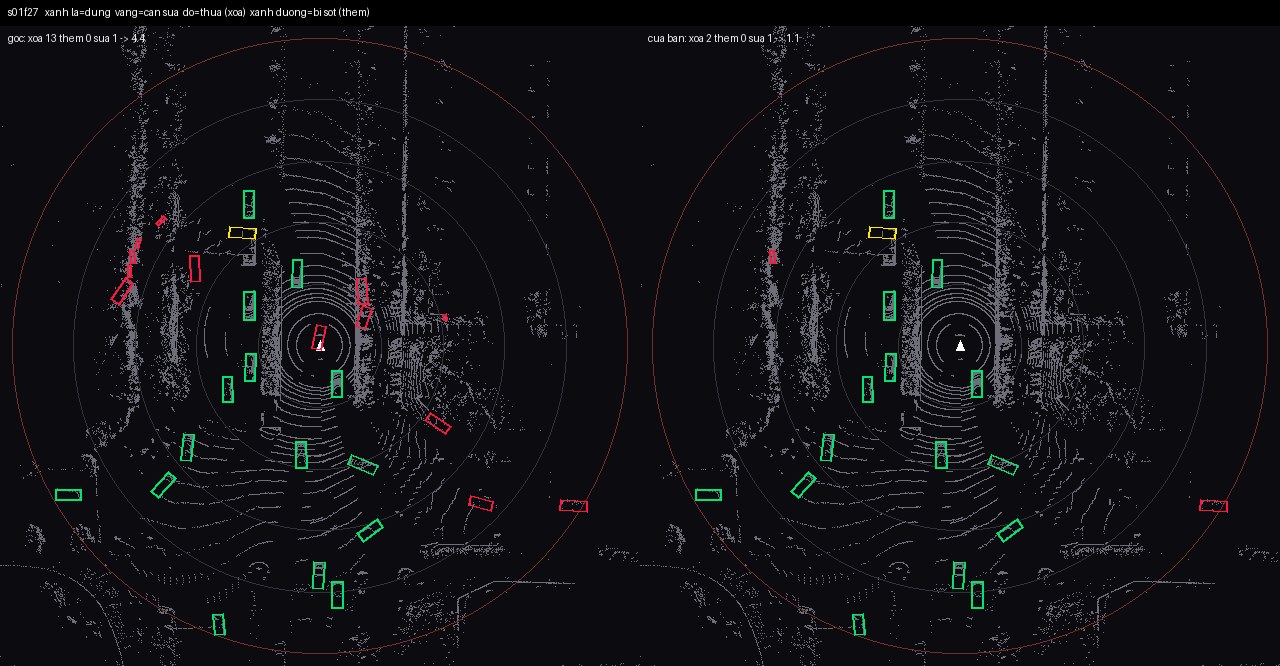 s01f27 xanh la=dung vang=can sua do=thua (xoa) xanh duong=bi sot (them)
goc: xoa 13 them 0 sua 1 -> 4.4
cua ban: xoa 2 them 0 sua 1 -> 1.1